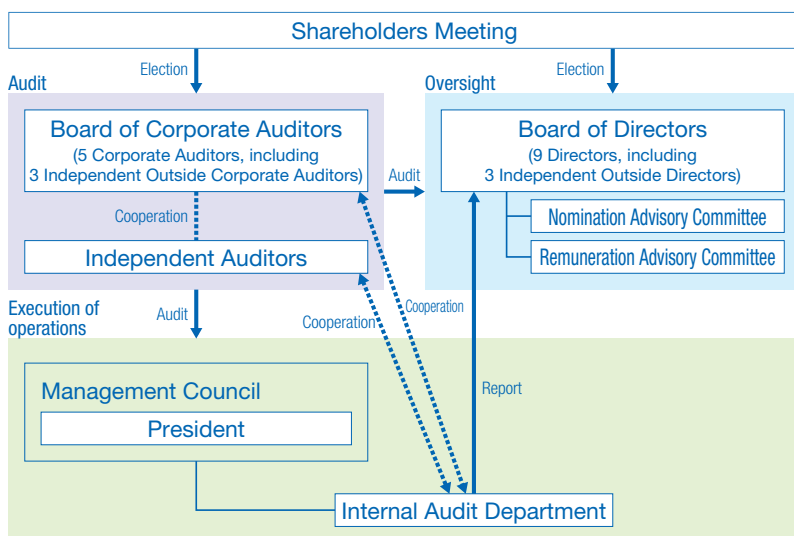 Shareholders Meeting
Election
Election
Audit
Oversight
Board of Corporate Auditors
(5 Corporate Auditors, including
3 Independent Outside Corporate Auditors)
Audit
Board of Directors
(9 Directors, including
3 Independent Outside Directors)
Cooperation
Nomination Advisory Committee
Independent Auditors
Remuneration Advisory Committee
Execution of
operations
Audit
Cooperation
Cooperation
Management Council
President
Report
Internal Audit Department